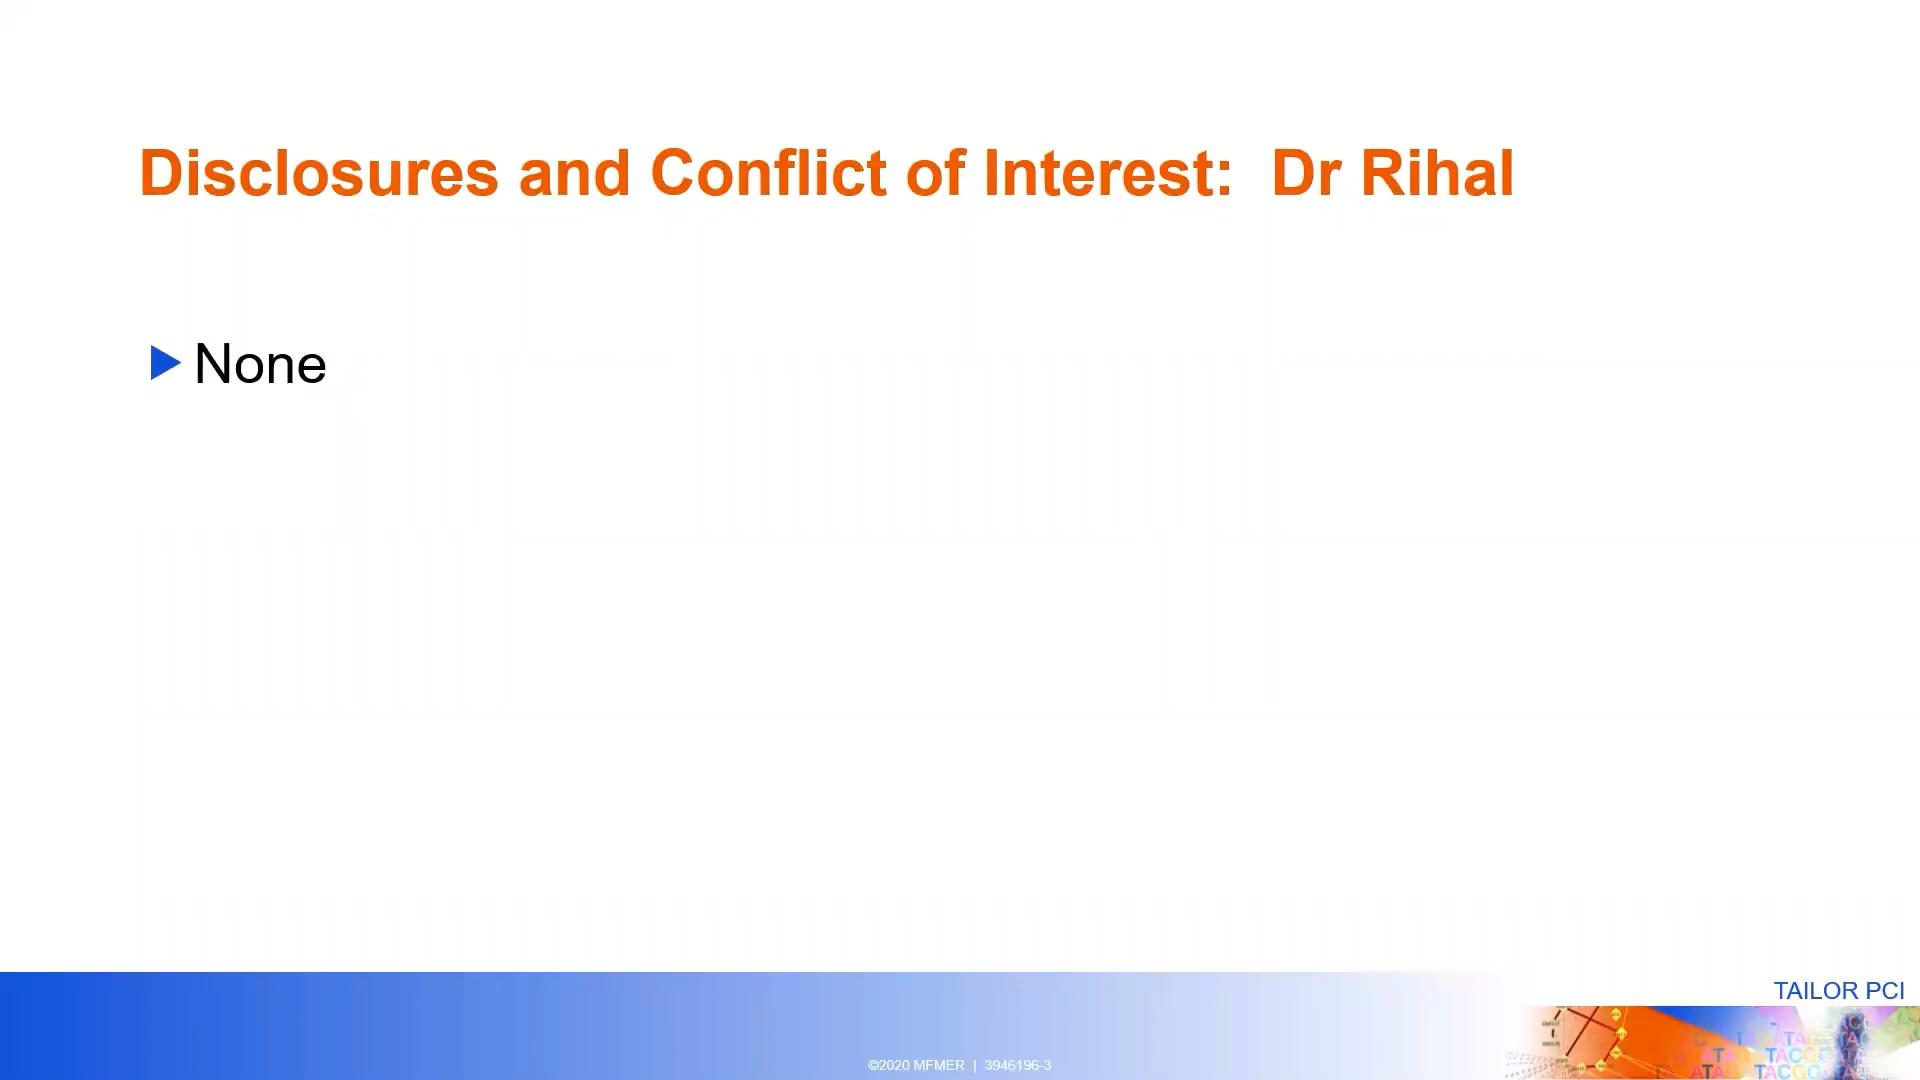 Disclosures and Conflict of Interest: Dr Rihal
None
TAILOR PCI
©2020 MFMER | 3946196-3